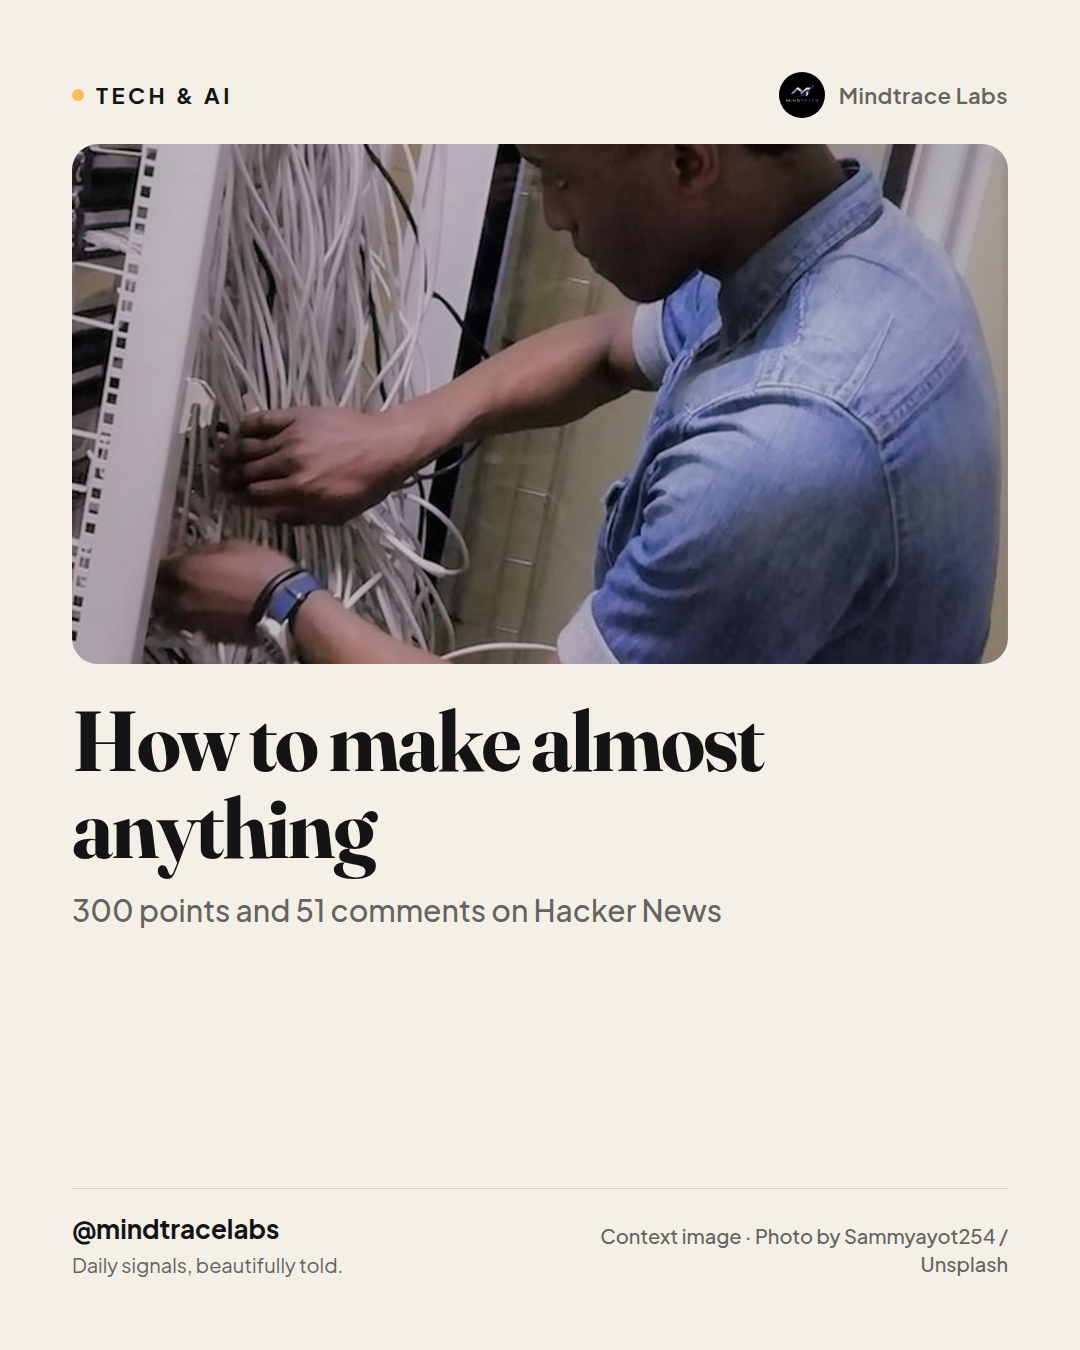 TECH & AI
Mindtrace Labs
How to make almost
anything
300 points and 51 comments on Hacker News
@mindtracelabs
Daily signals, beautifully told.
Context image · Photo by Sammyayot254 /
Unsplash